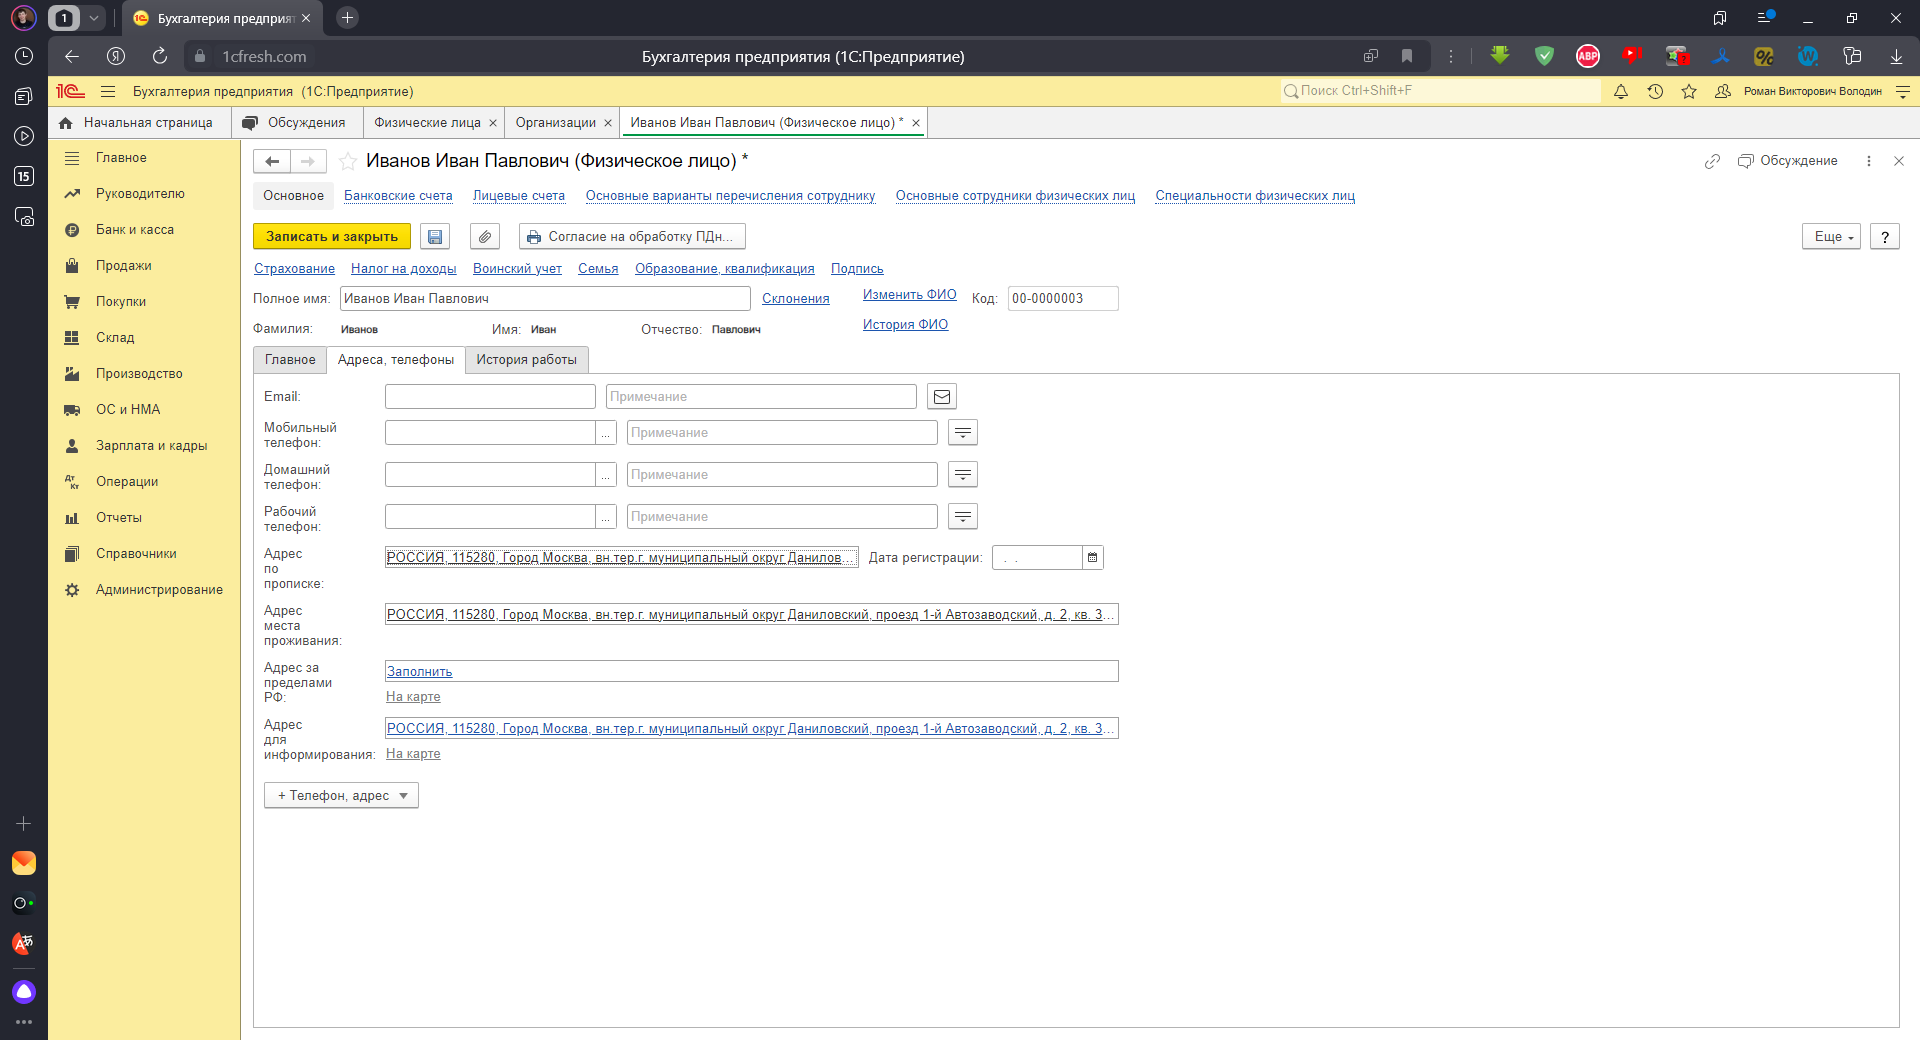 1
Бухгалтерия предприят
1cfresh.com
Бухгалтерия предприятия (1С:Предприятие)
ABP
Бухгалтерия предприятия (1С:Предприятие)
Поиск Ctrl+Shift+F
Роман Викторович Володин
Начальная страница
Обсуждения
Физические лица
Организации
Иванов Иван Павлович (Физическое лицо) *
15
Главное
Руководителю
Банк и касса
Продажи
Покупки
Склад
Производство
ОС и НМА
Зарплата и кадры
Операции
Отчеты
Справочники
Администрирование
Иванов Иван Павлович (Физическое лицо) *
Обсуждение
Основное
Банковские счета
Лицевые счета
Основные варианты перечисления сотруднику
Основные сотрудники физических лиц
Специальности физических лиц
Записать и закрыть
Согласие на обработку ПДн...
Еще
?
Страхование
Налог на доходы
Воинский учет
Семья
Образование, квалификация
Подпись
Полное имя:
Иванов Иван Павлович
Склонения
Изменить ФИО
Код:
00-0000003
Фамилия:
Иванов
Имя:
Иван
Отчество:
Павлович
История ФИО
Главное
Адреса, телефоны
История работы
Email:
Примечание
Мобильный
телефон:
...
Примечание
Домашний
телефон:
...
Примечание
Рабочий
телефон:
...
Примечание
Адрес
по
прописке:
РОССИЯ, 115280, Город Москва, вн.тер.г. муниципальный округ Данилов...
Дата регистрации:
. .
Адрес
места
проживания:
РОССИЯ, 115280, Город Москва, вн.тер.г. муниципальный округ Даниловский, проезд 1-й Автозаводский, д. 2, кв. 3...
Адрес за
пределами
РФ:
Заполнить
На карте
Адрес
для
информирования:
РОССИЯ, 115280, Город Москва, вн.тер.г. муниципальный округ Даниловский, проезд 1-й Автозаводский, д. 2, кв. 3...
На карте
+ Телефон, адрес